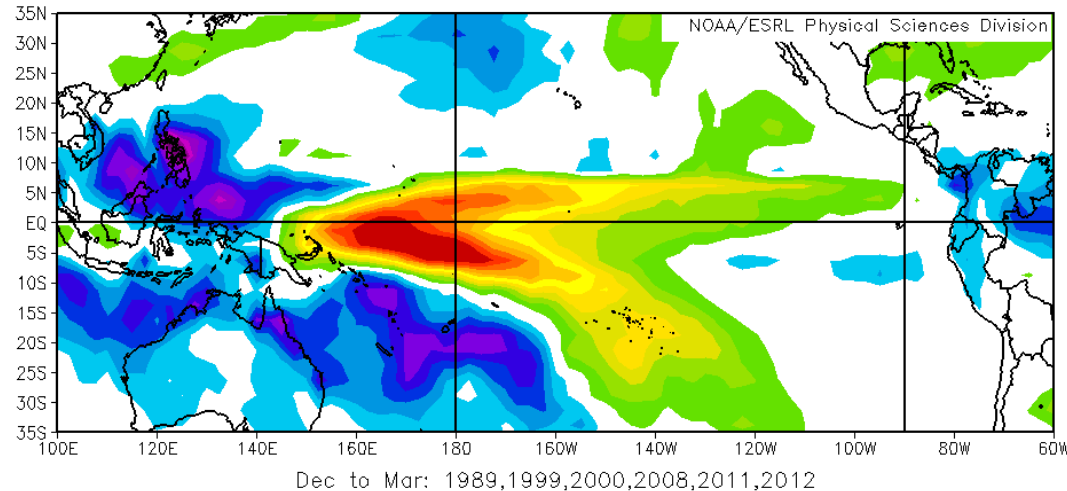 NOAA/ESRL Physical Sciences Division
35N
30N
25N
20N
15N
10N
5N
EQ
5S
10S
15S
20S
25S
30S
35S
100E 120E 140E 160E 180 160W 140W 120W 100W 80W 60W
Dec to Mar: 1989,1999,2000,2008,2011,2012